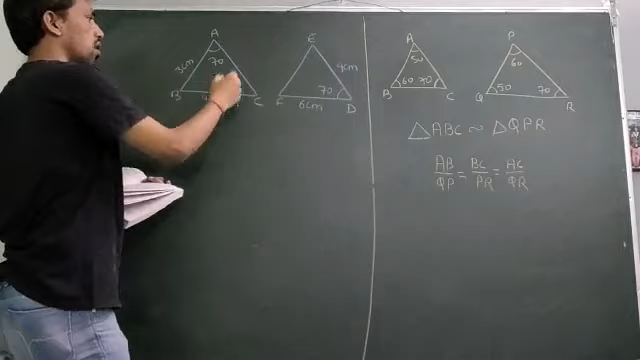 A
E
A
P
3cm
70
4cm
50
60
70
60 70
50
70
B
C
F
6cm
D
B
C
Q
R
△ABC ∾ △QPR
AB/QP = BC/PR = AC/QR